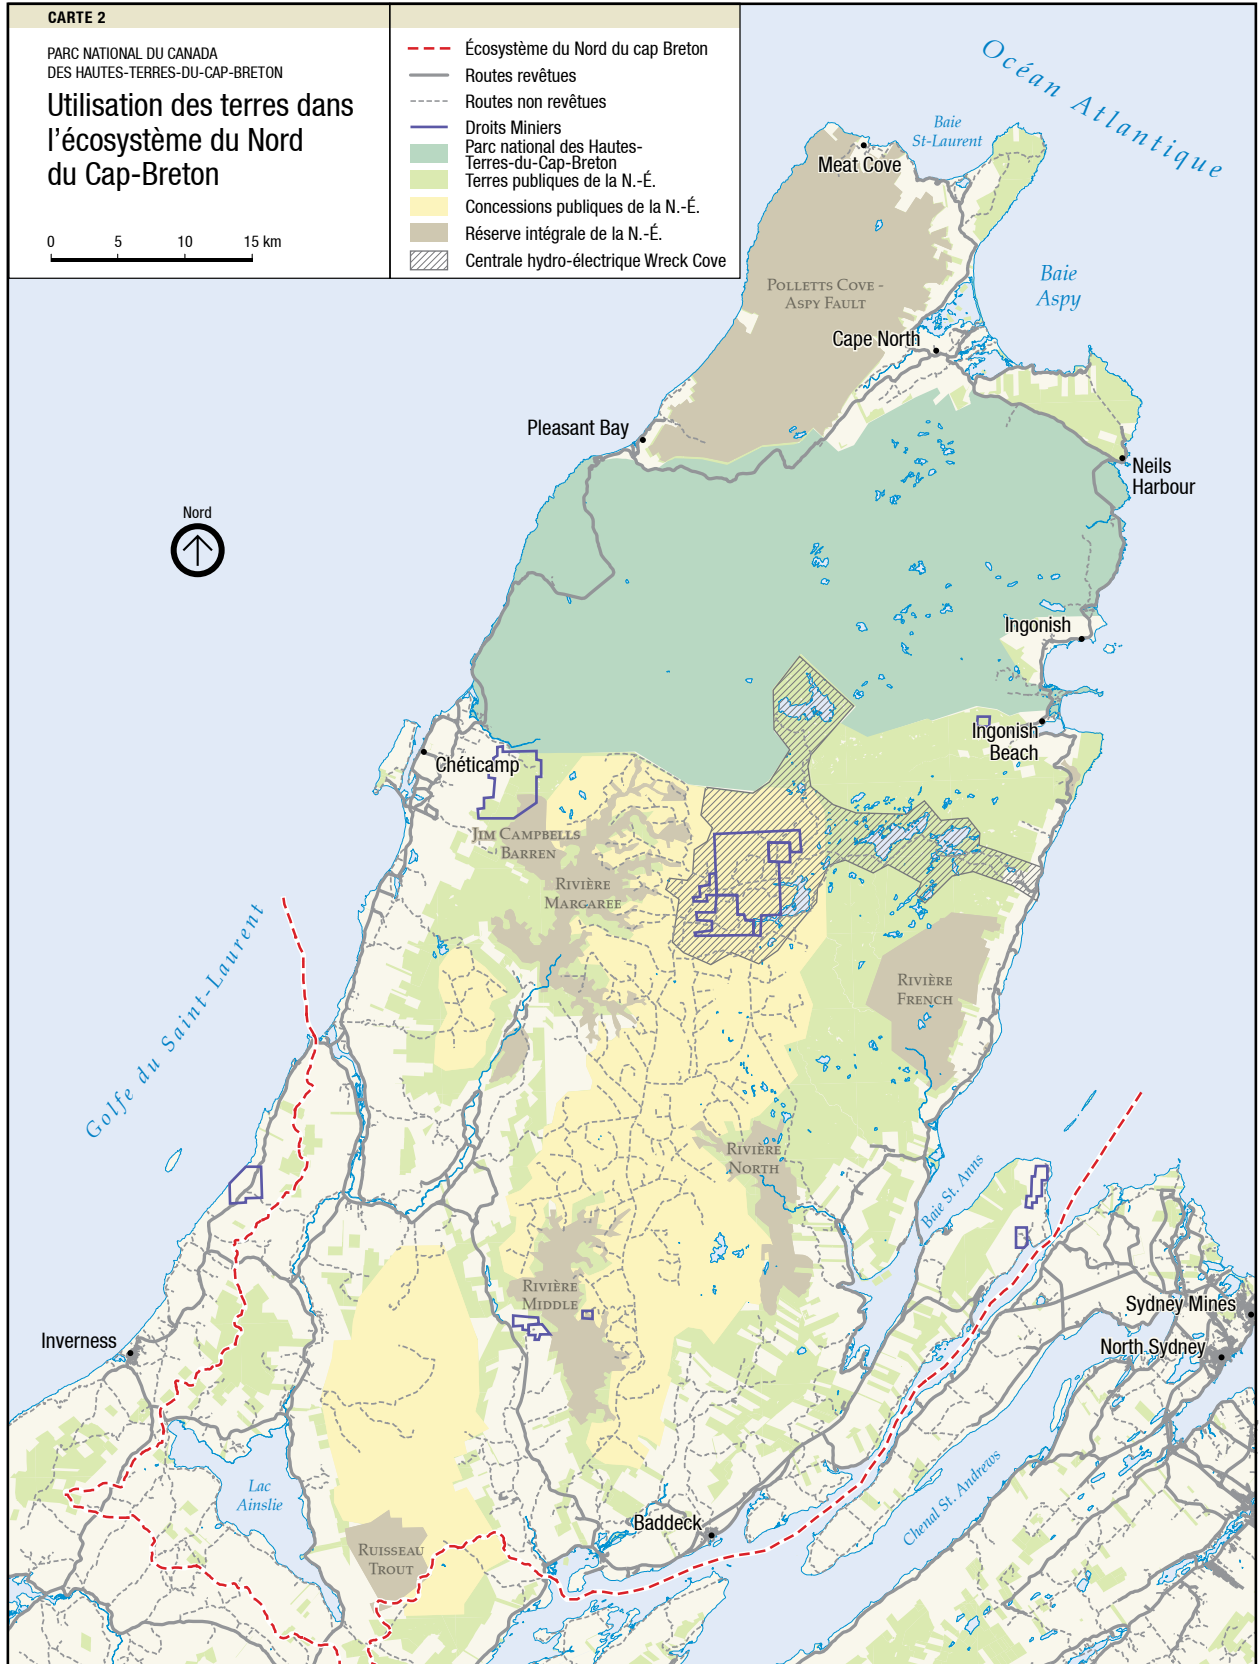 CARTE 2
PARC NATIONAL DU CANADA
DES HAUTES-TERRES-DU-CAP-BRETON
Utilisation des terres dans
l’écosystème du Nord
du Cap-Breton
0 5 10 15 km
Écosystème du Nord du cap Breton
Routes revêtues
Routes non revêtues
Droits Miniers
Parc national des Hautes-
Terres-du-Cap-Breton
Terres publiques de la N.-É.
Concessions publiques de la N.-É.
Réserve intégrale de la N.-É.
Centrale hydro-électrique Wreck Cove
Océan Atlantique
Baie
St-Laurent
Meat Cove
Baie
Aspy
Polletts Cove -
Aspy Fault
Cape North
Pleasant Bay
Neils
Harbour
Nord
Ingonish
Ingonish
Beach
Chéticamp
Jim Campbells
Barren
Rivière
Margaree
Rivière
French
Golfe du Saint-Laurent
Rivière
North
Baie St. Anns
Rivière
Middle
Sydney Mines
North Sydney
Inverness
Lac
Ainslie
Chenal St. Andrews
Baddeck
Ruisseau
Trout